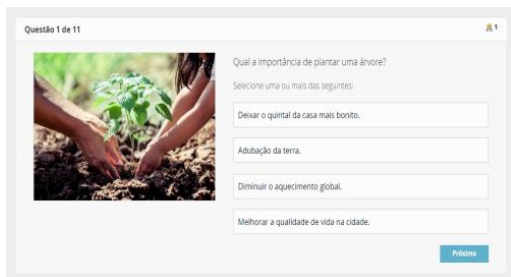 Questão 1 de 11
1
Qual a importância de plantar uma árvore?
Selecione uma ou mais das seguintes:
Deixar o quintal da casa mais bonito.
Adubação da terra.
Diminuir o aquecimento global.
Melhorar a qualidade de vida na cidade.
Próximo